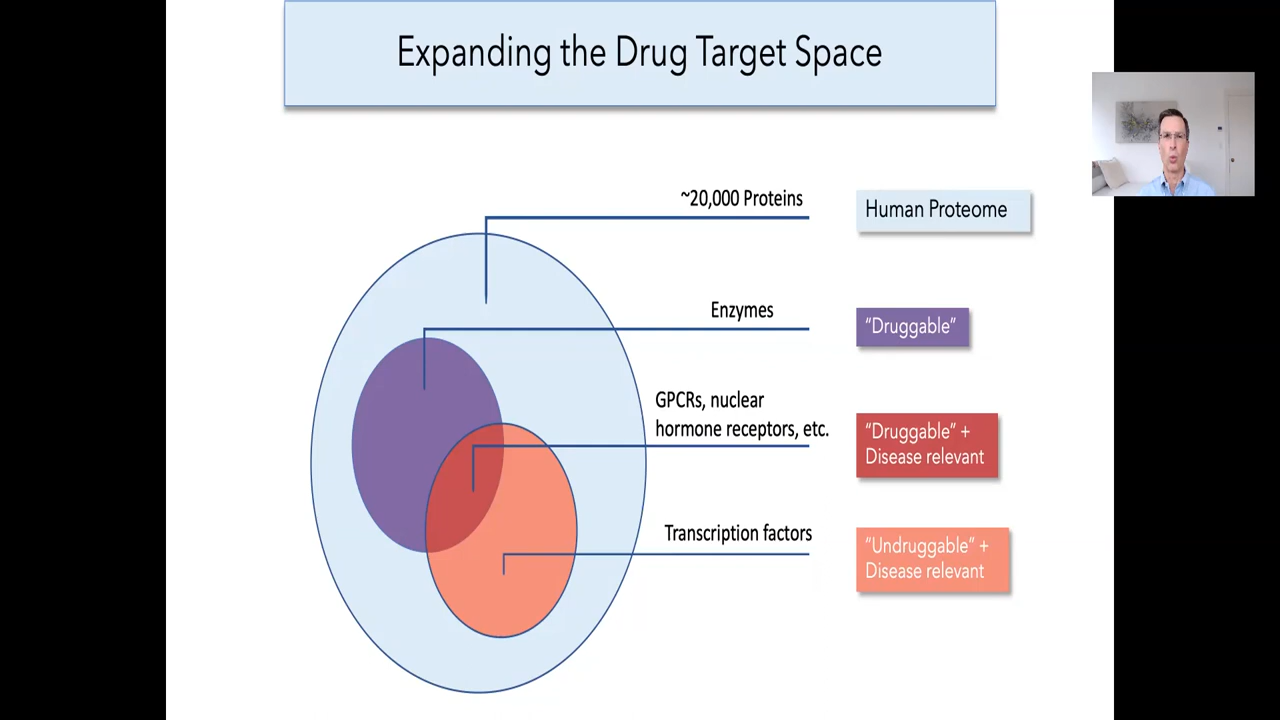 Expanding the Drug Target Space
~20,000 Proteins
Human Proteome
Enzymes
“Druggable”
GPCRs, nuclear
hormone receptors, etc.
“Druggable” +
Disease relevant
Transcription factors
“Undruggable” +
Disease relevant